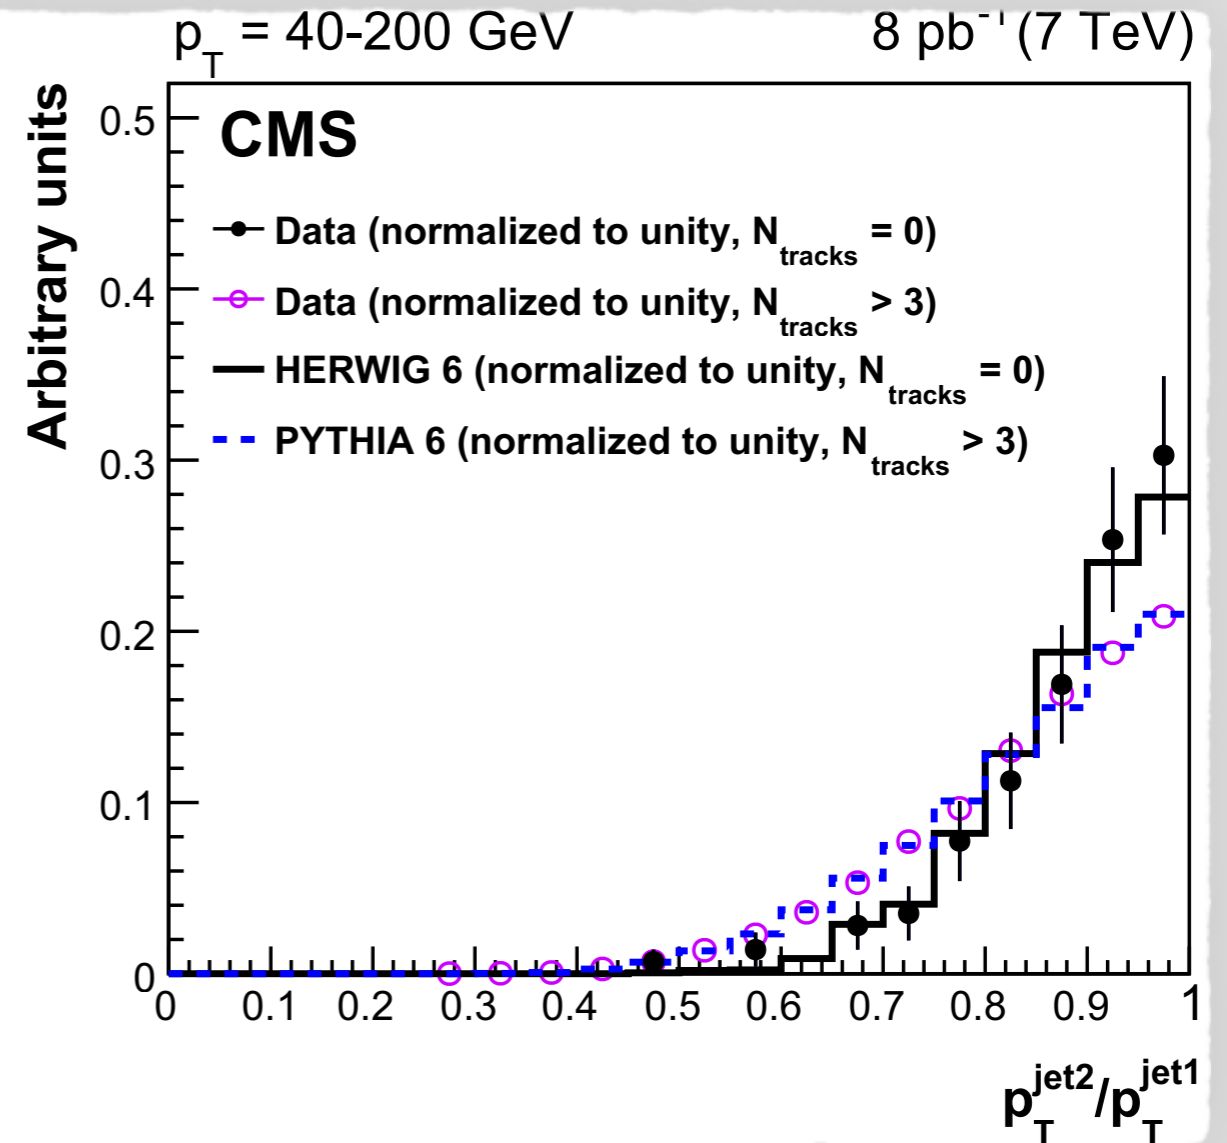 p_T = 40-200 GeV 8 pb^-1 (7 TeV)
CMS
Data (normalized to unity, N_tracks = 0)
Data (normalized to unity, N_tracks > 3)
HERWIG 6 (normalized to unity, N_tracks = 0)
PYTHIA 6 (normalized to unity, N_tracks > 3)
Arbitrary units
0.5
0.4
0.3
0.2
0.1
0
0 0.1 0.2 0.3 0.4 0.5 0.6 0.7 0.8 0.9 1
p_T^jet2/p_T^jet1